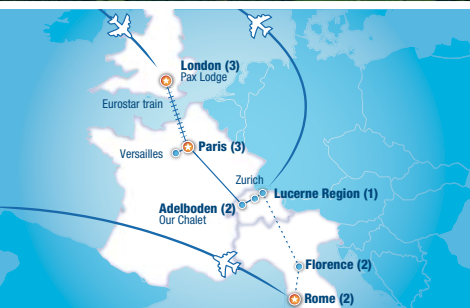 London (3)
Pax Lodge
Eurostar train
Versailles
Paris (3)
Zurich
Lucerne Region (1)
Adelboden (2)
Our Chalet
Florence (2)
Rome (2)